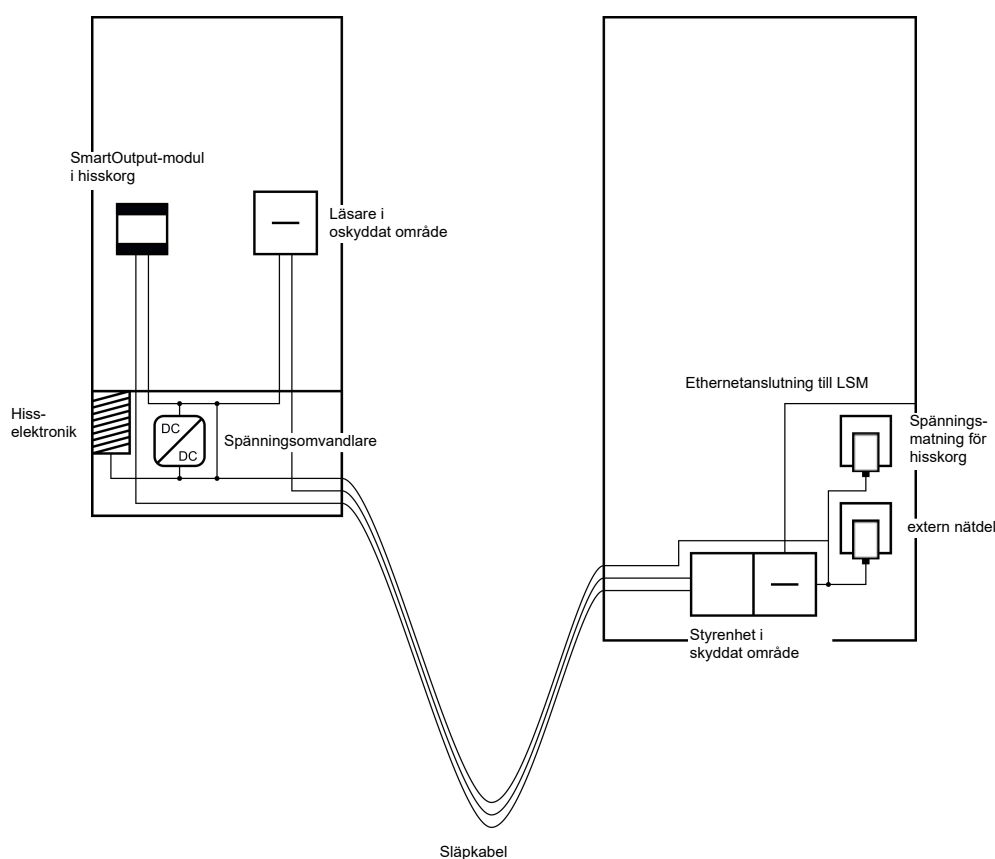 SmartOutput-modul
i hisskorg
Läsare i
oskyddat område
Hiss-
elektronik
DC
DC
Spänningsomvandlare
Ethernetanslutning till LSM
Spännings-
matning för
hisskorg
extern nätdel
Styrenhet i
skyddat område
Släpkabel